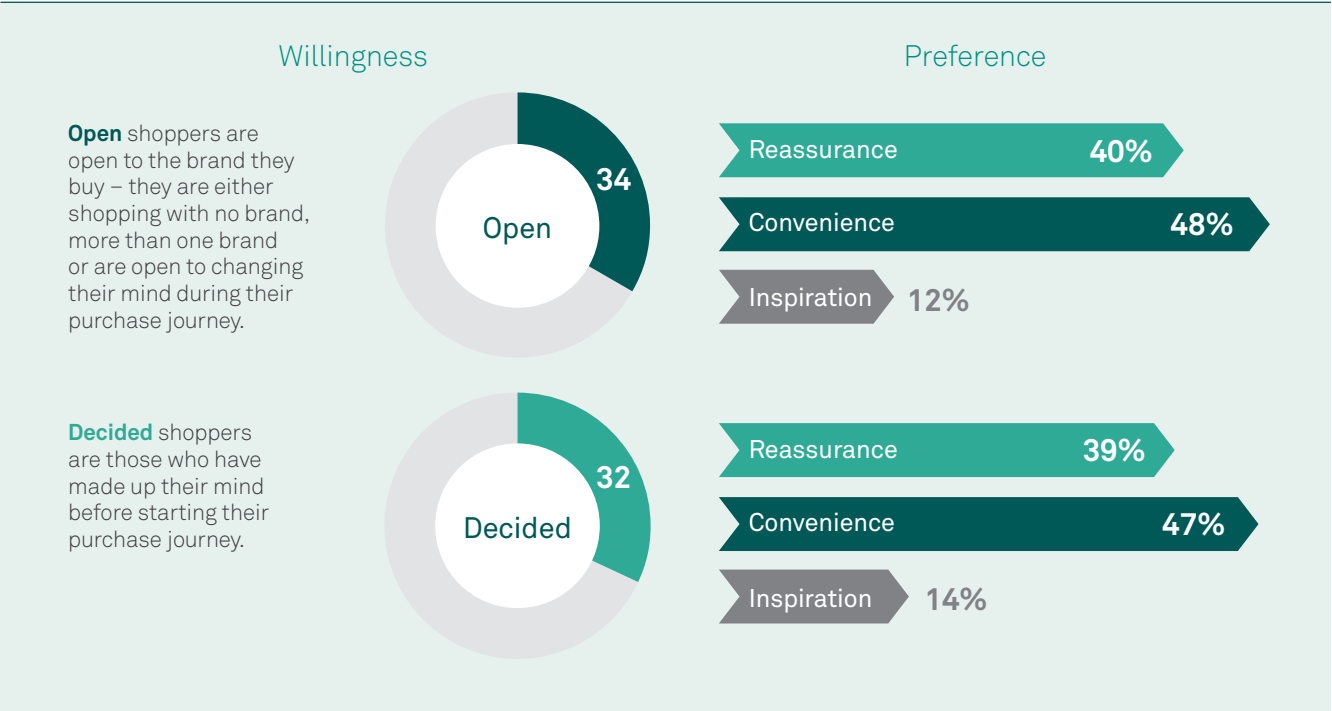 Willingness
Preference
Open shoppers are
open to the brand they
buy – they are either
shopping with no brand,
more than one brand
or are open to changing
their mind during their
purchase journey.
34
Open
Reassurance 40%
Convenience 48%
Inspiration 12%
Decided shoppers
are those who have
made up their mind
before starting their
purchase journey.
32
Decided
Reassurance 39%
Convenience 47%
Inspiration 14%